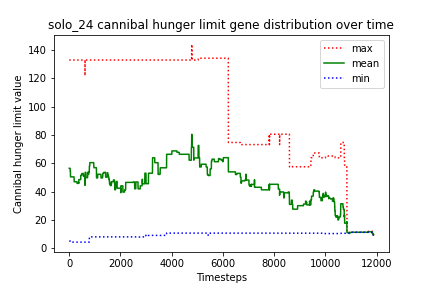 solo_24 cannibal hunger limit gene distribution over time
140
120
100
80
60
40
20
0
Cannibal hunger limit value
max
mean
min
0 2000 4000 6000 8000 10000 12000
Timesteps